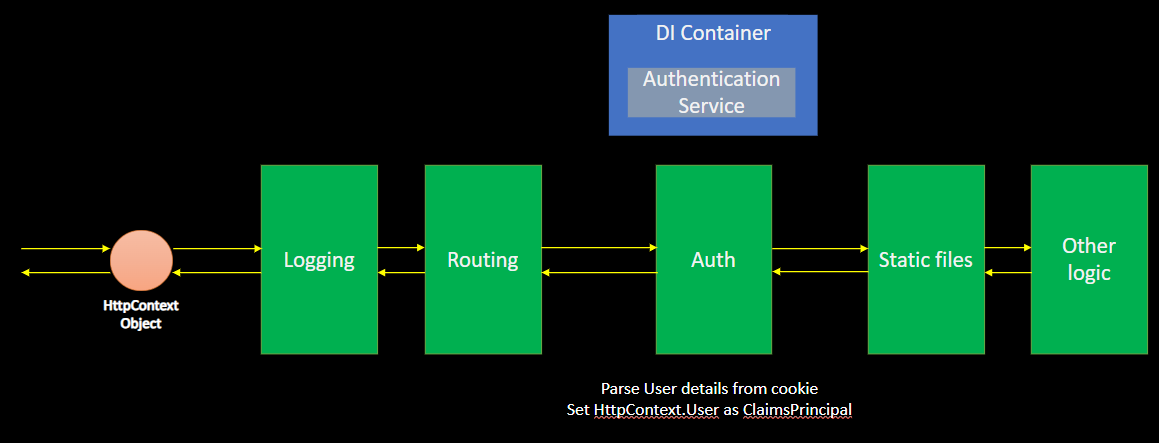 DI Container
Authentication
Service
Logging
Routing
Auth
Static files
Other
logic
HttpContext
Object
Parse User details from cookie
Set HttpContext.User as ClaimsPrincipal